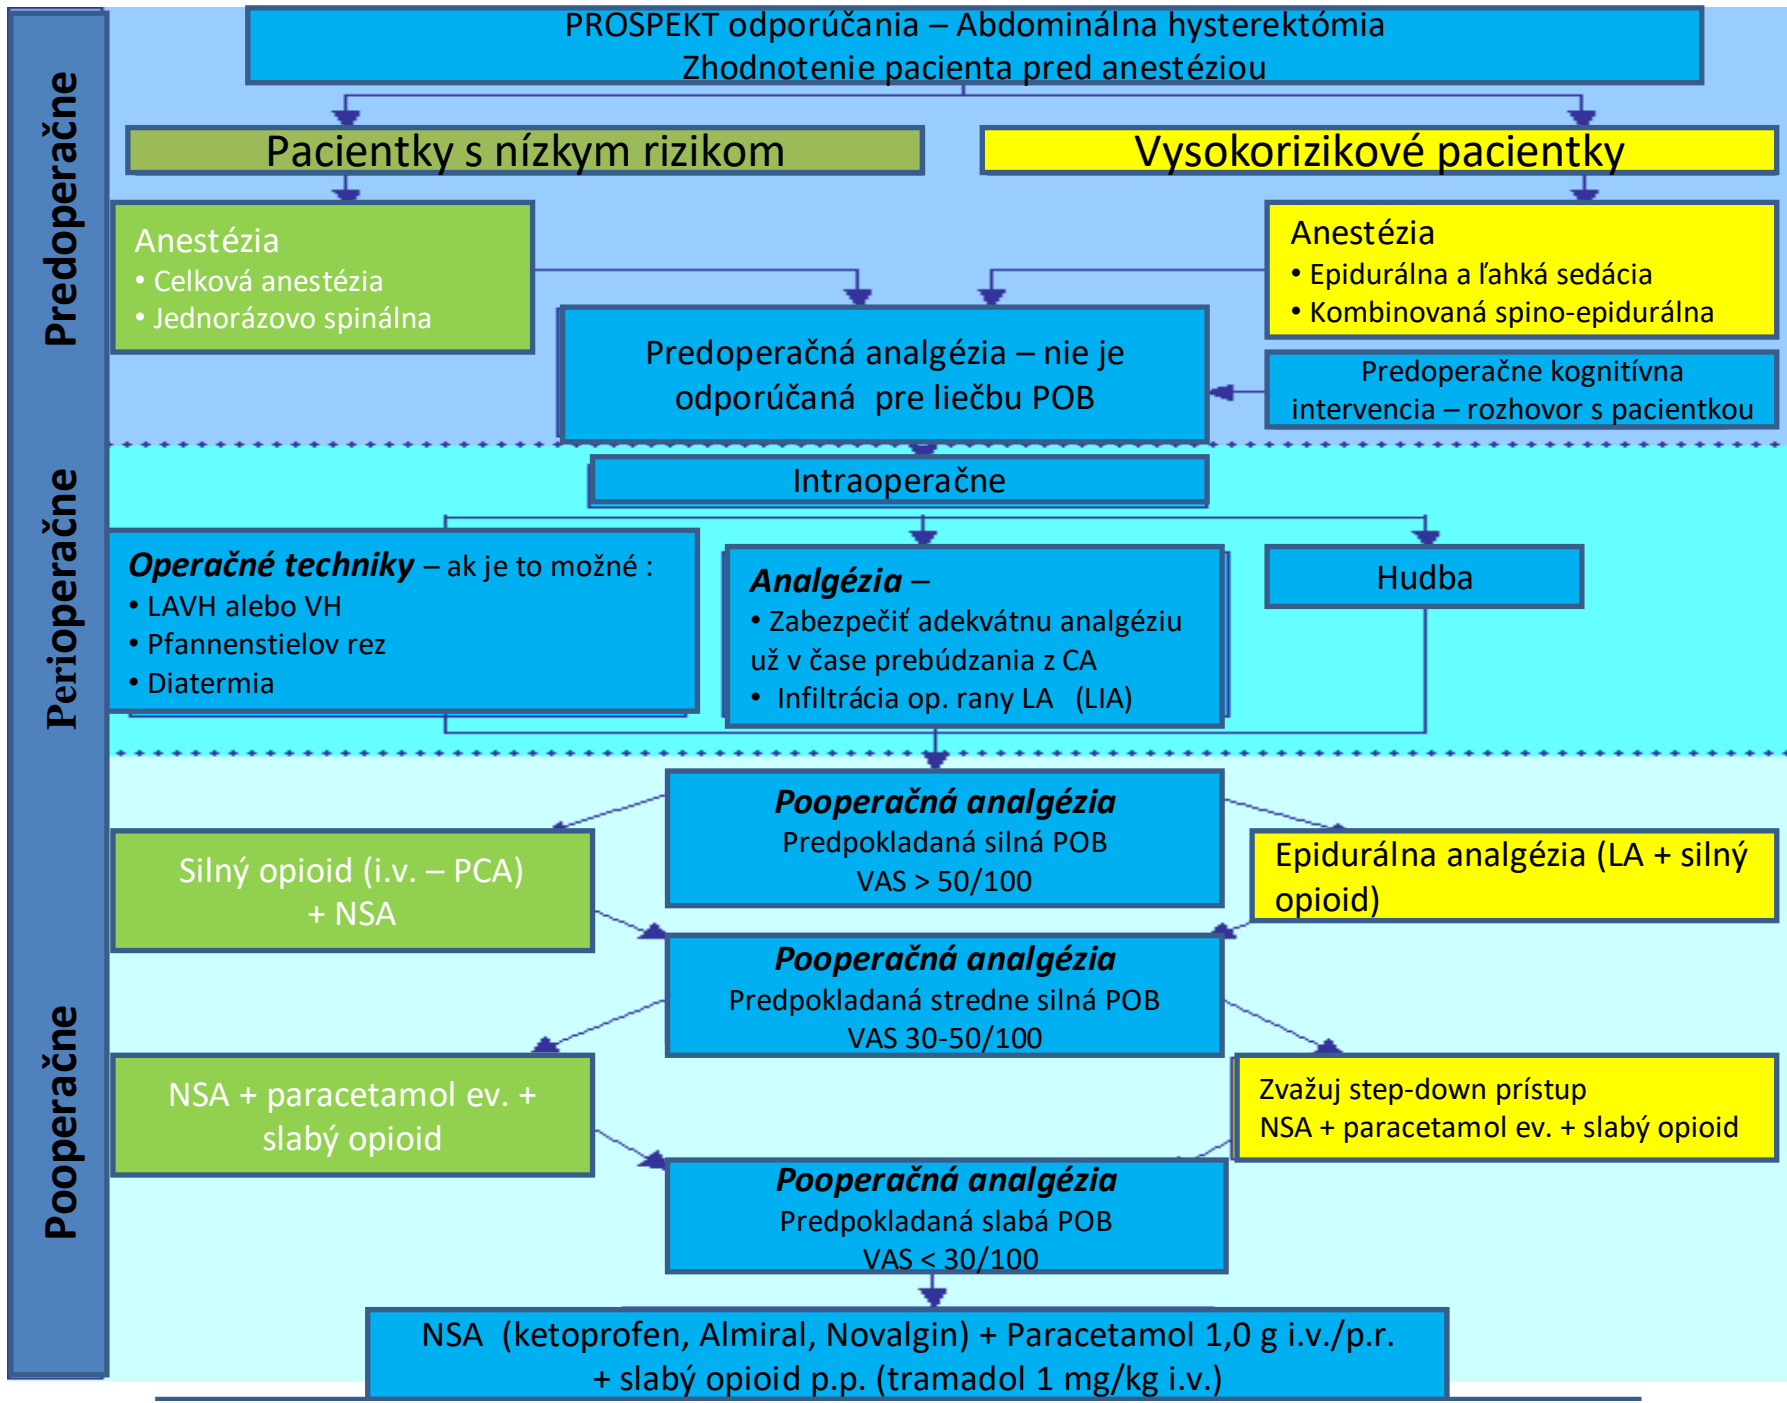 PROSPEKT odporúčania – Abdominálna hysterektómia
Zhodnotenie pacienta pred anestéziou
Predoperačne
Pacientky s nízkym rizikom
Vysokorizikové pacientky
Anestézia
• Celková anestézia
• Jednorázovo spinálna
Anestézia
• Epidurálna a ľahká sedácia
• Kombinovaná spino-epidurálna
Predoperačná analgézia – nie je
odporúčaná pre liečbu POB
Predoperačne kognitívna
intervencia – rozhovor s pacientkou
Perioperačne
Intraoperačne
Operačné techniky – ak je to možné :
• LAVH alebo VH
• Pfannenstielov rez
• Diatermia
Analgézia –
• Zabezpečiť adekvátnu analgéziu
už v čase prebúdzania z CA
• Infiltrácia op. rany LA (LIA)
Hudba
Pooperačne
Pooperačná analgézia
Predpokladaná silná POB
VAS > 50/100
Silný opioid (i.v. – PCA)
+ NSA
Epidurálna analgézia (LA + silný
opioid)
Pooperačná analgézia
Predpokladaná stredne silná POB
VAS 30-50/100
NSA + paracetamol ev. +
slabý opioid
Zvažuj step-down prístup
NSA + paracetamol ev. + slabý opioid
Pooperačná analgézia
Predpokladaná slabá POB
VAS < 30/100
NSA (ketoprofen, Almiral, Novalgin) + Paracetamol 1,0 g i.v./p.r.
+ slabý opioid p.p. (tramadol 1 mg/kg i.v.)